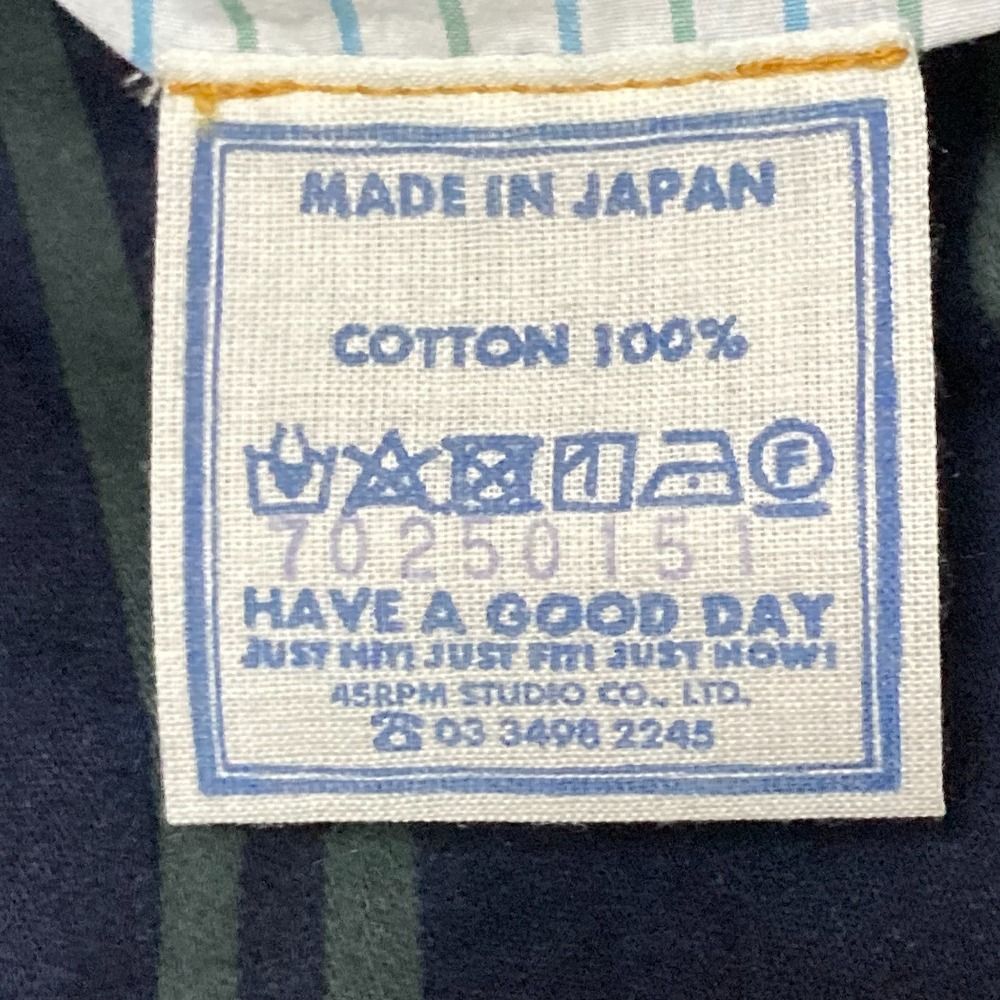 MADE IN JAPAN
COTTON 100%
F
70250151
HAVE A GOOD DAY
JUST HIT! JUST FIT! JUST NOW!
45RPM STUDIO CO., LTD.
☎ 03 3498 2245